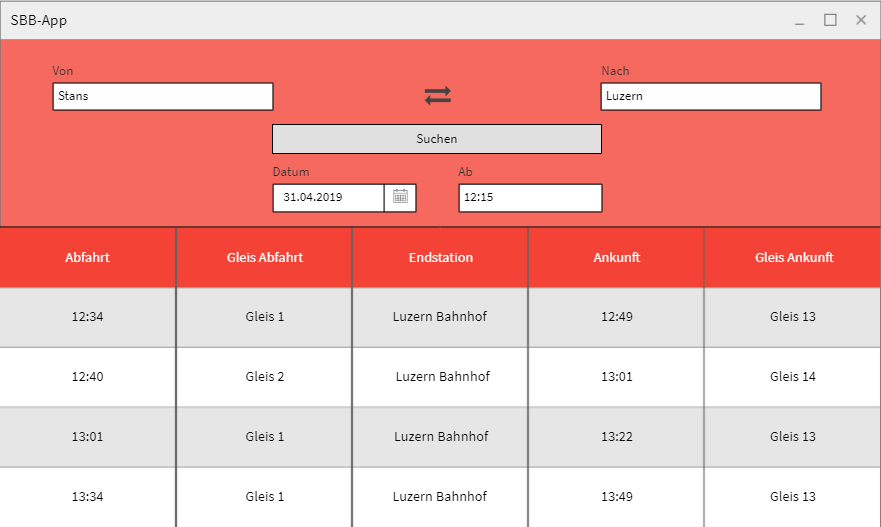 SBB-App
Von Nach
Stans Luzern
Suchen
Datum Ab
31.04.2019 12:15
Abfahrt Gleis Abfahrt Endstation Ankunft Gleis Ankunft
12:34 Gleis 1 Luzern Bahnhof 12:49 Gleis 13
12:40 Gleis 2 Luzern Bahnhof 13:01 Gleis 14
13:01 Gleis 1 Luzern Bahnhof 13:22 Gleis 13
13:34 Gleis 1 Luzern Bahnhof 13:49 Gleis 13